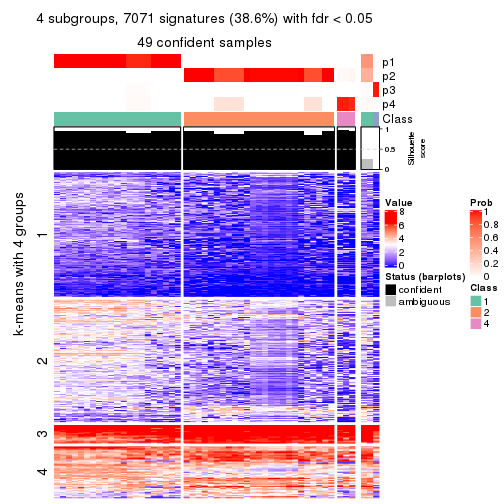 4 subgroups, 7071 signatures (38.6%) with fdr < 0.05
49 confident samples
p1
p2
p3
p4
Class
1
0.5
0
Silhouette
score
k-means with 4 groups
1
2
3
4
Value
8
6
4
2
0
Status (barplots)
confident
ambiguous
Prob
1
0.8
0.6
0.4
0.2
0
Class
1
2
4